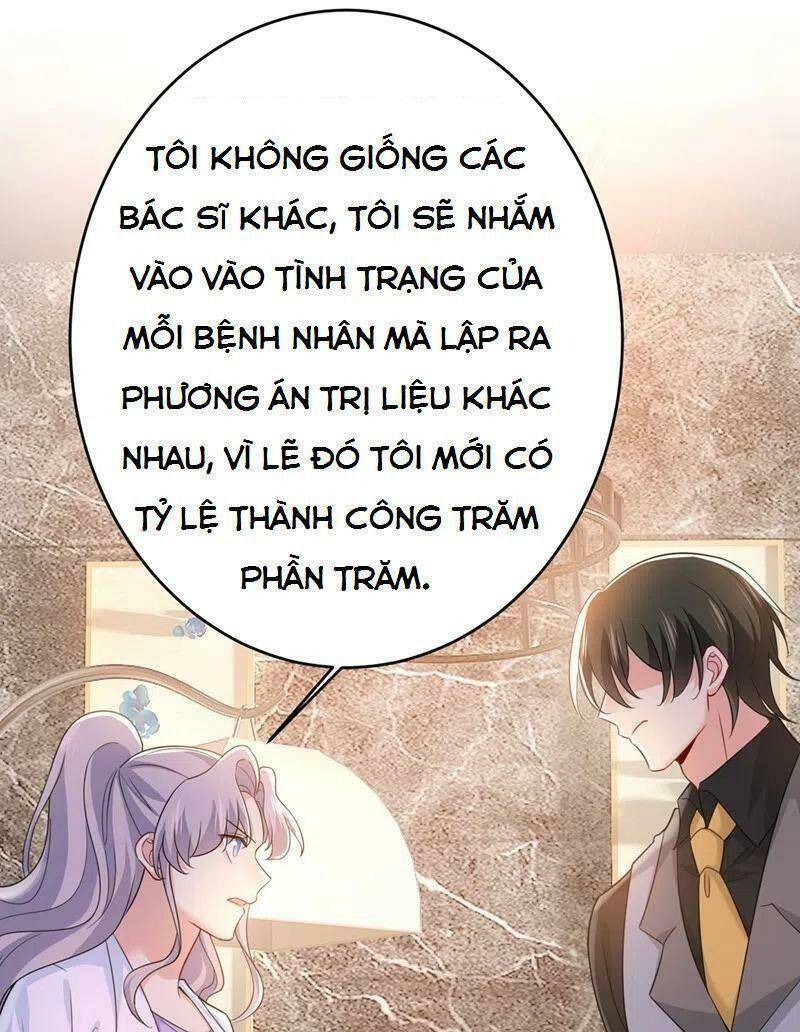 TÔI KHÔNG GIỐNG CÁC
BÁC SĨ KHÁC, TÔI SẼ NHẮM
VÀO VÀO TÌNH TRẠNG CỦA
MỖI BỆNH NHÂN MÀ LẬP RA
PHƯƠNG ÁN TRỊ LIỆU KHÁC
NHAU, VÌ LẼ ĐÓ TÔI MỚI CÓ
TỶ LỆ THÀNH CÔNG TRĂM
PHẦN TRĂM.